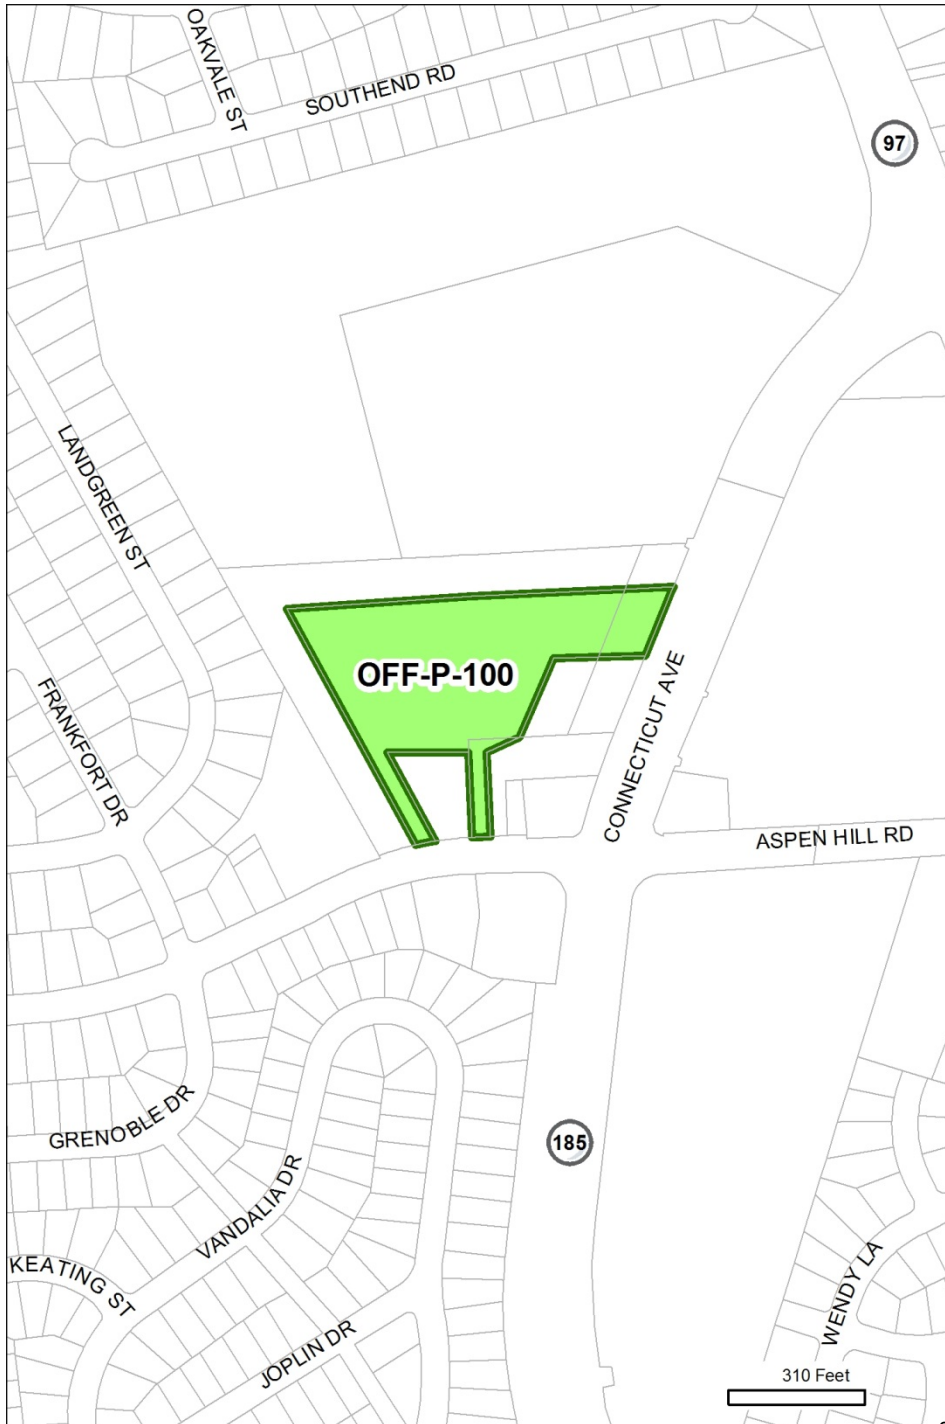 OAKVALE ST
SOUTHEND RD
97
LANDGREEN ST
OFF-P-100
FRANKFORT DR
CONNECTICUT AVE
ASPEN HILL RD
GRENOBLE DR
185
VANDALIA DR
KEATING ST
WENDY LA
JOPLIN DR
310 Feet